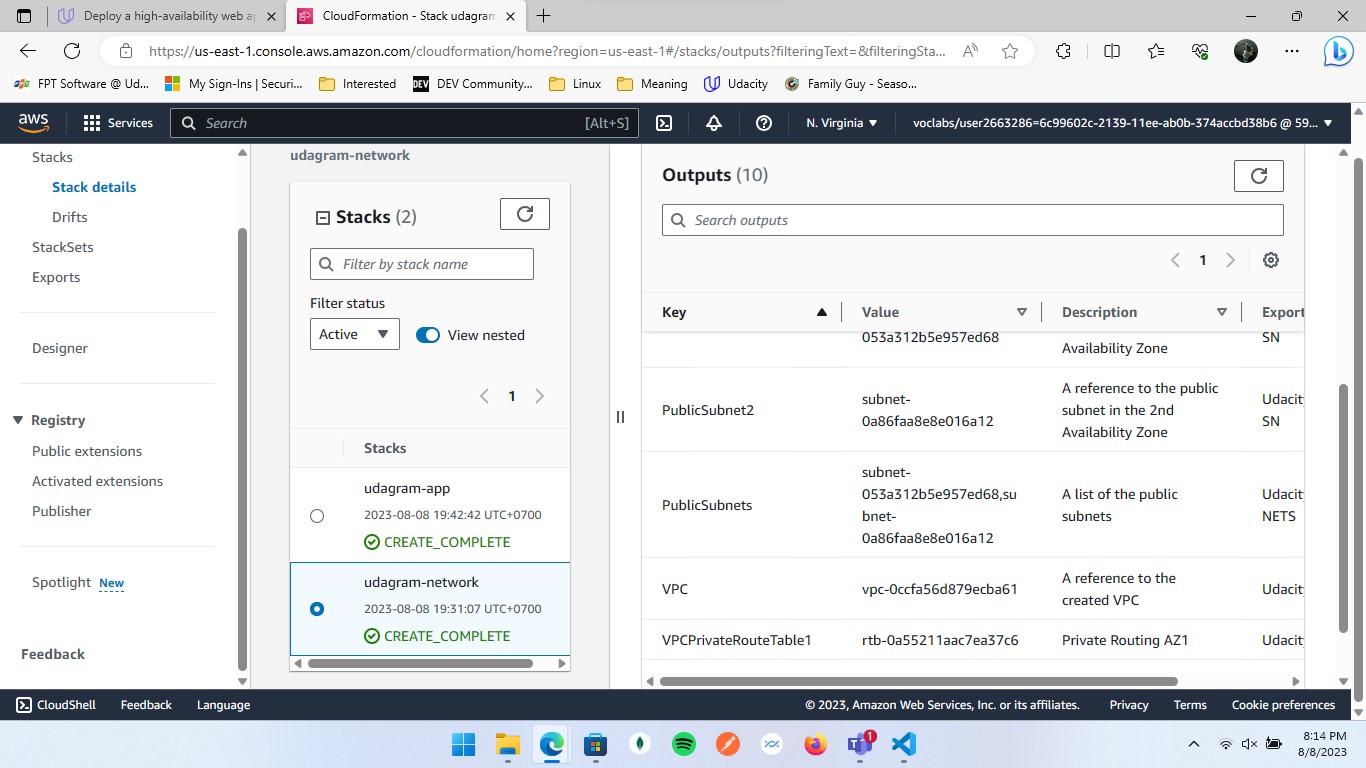 Deploy a high-availability web ap
CloudFormation - Stack udagram
https://us-east-1.console.aws.amazon.com/cloudformation/home?region=us-east-1#/stacks/outputs?filteringText=&filteringSta...
FPT Software @ Ud...
My Sign-Ins | Securi...
Interested
DEV Community...
Linux
Meaning
Udacity
Family Guy - Seaso...
aws
Services
Search
[Alt+S]
N. Virginia
voclabs/user2663286=6c99602c-2139-11ee-ab0b-374accbd38b6 @ 59...
Stacks
Stack details
Drifts
StackSets
Exports
Designer
Registry
Public extensions
Activated extensions
Publisher
Spotlight New
Feedback
udagram-network
Stacks (2)
Filter by stack name
Filter status
Active
View nested
1
Stacks
udagram-app
2023-08-08 19:42:42 UTC+0700
CREATE_COMPLETE
udagram-network
2023-08-08 19:31:07 UTC+0700
CREATE_COMPLETE
Outputs (10)
Search outputs
1
Key
Value
Description
Export
053a312b5e957ed68
Availability Zone
SN
PublicSubnet2
subnet-
0a86faa8e8e016a12
A reference to the public
subnet in the 2nd
Availability Zone
Udacit
SN
PublicSubnets
subnet-
053a312b5e957ed68,su
bnet-
0a86faa8e8e016a12
A list of the public
subnets
Udacit
NETS
VPC
vpc-0ccfa56d879ecba61
A reference to the
created VPC
Udacit
VPCPrivateRouteTable1
rtb-0a55211aac7ea37c6
Private Routing AZ1
Udacit
CloudShell
Feedback
Language
© 2023, Amazon Web Services, Inc. or its affiliates.
Privacy
Terms
Cookie preferences
1
8:14 PM
8/8/2023